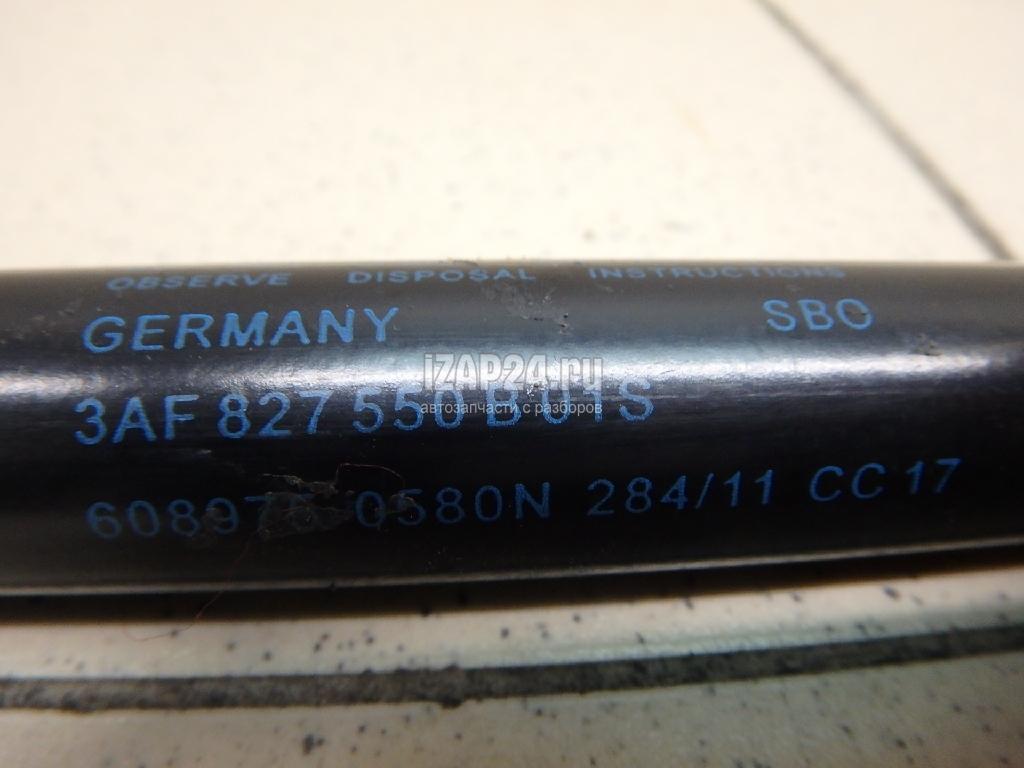 OBSERVE DISPOSAL INSTRUCTIONS
GERMANY SBO
iZAP24.ru
3AF 827 550 B 01S
автозапчасти с разборов
0580N 284/11 CC 17